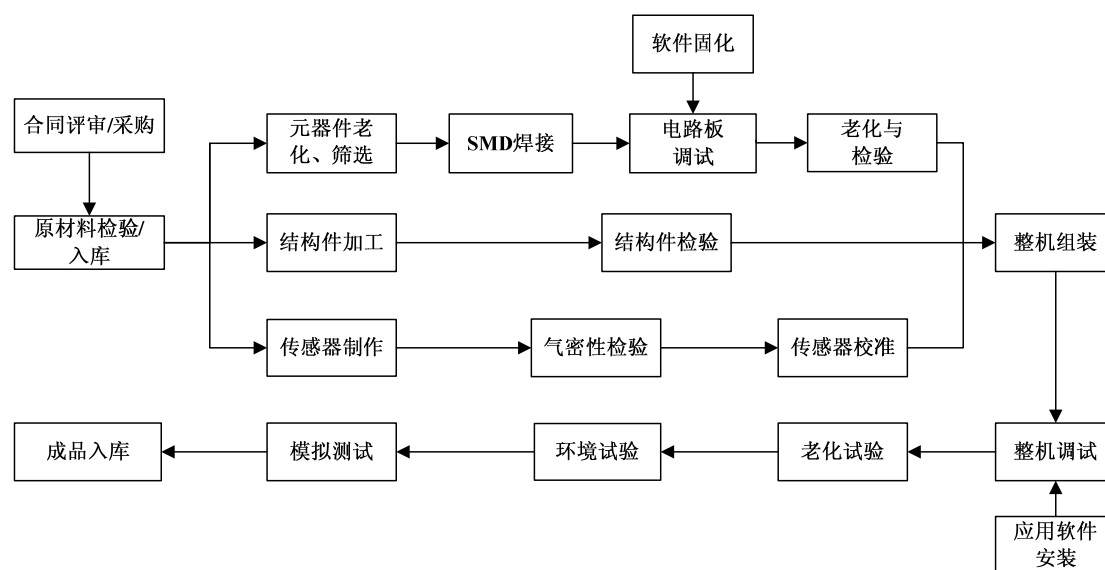 软件固化
合同评审/采购
元器件老
化、筛选
SMD焊接
电路板
调试
老化与
检验
原材料检验/
入库
结构件加工
结构件检验
整机组装
传感器制作
气密性检验
传感器校准
成品入库
模拟测试
环境试验
老化试验
整机调试
应用软件
安装